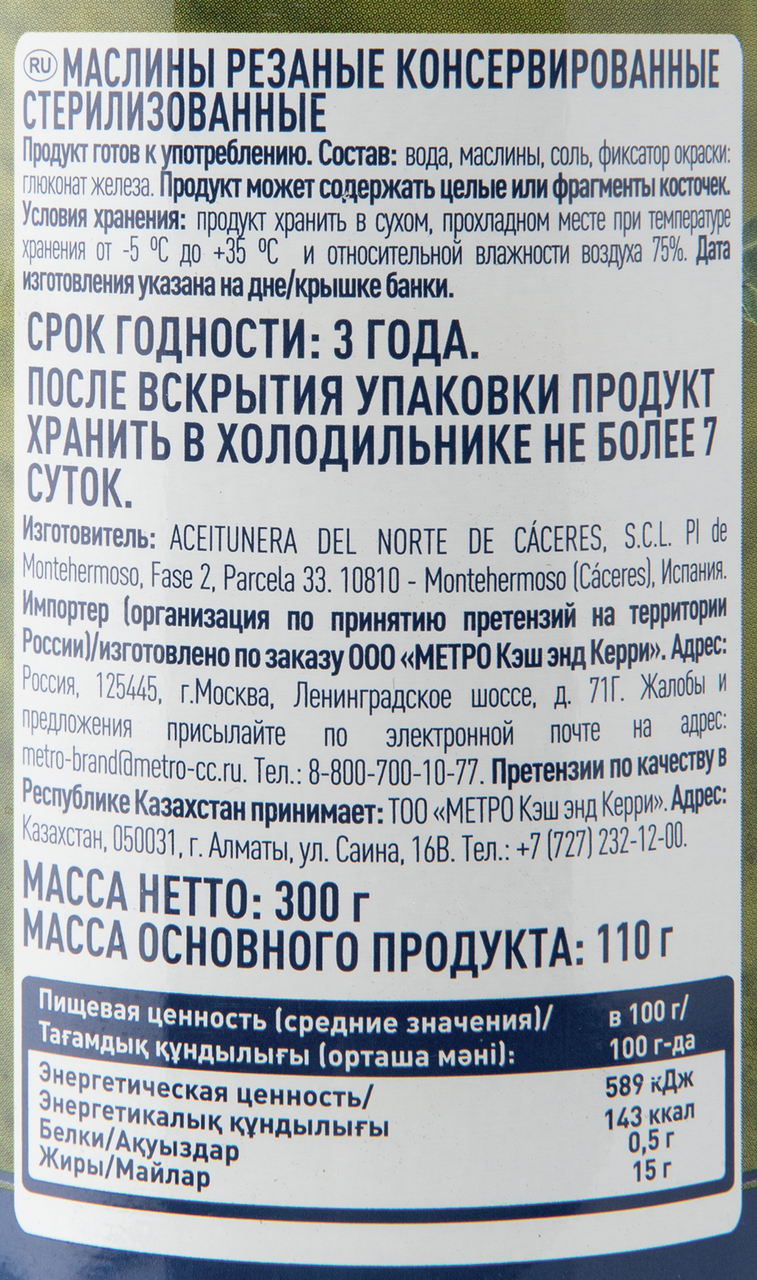 RU МАСЛИНЫ РЕЗАНЫЕ КОНСЕРВИРОВАННЫЕ
СТЕРИЛИЗОВАННЫЕ
Продукт готов к употреблению. Состав: вода, маслины, соль, фиксатор окраски:
глюконат железа. Продукт может содержать целые или фрагменты косточек.
Условия хранения: продукт хранить в сухом, прохладном месте при температуре
хранения от -5 ºC до +35 ºC и относительной влажности воздуха 75%. Дата
изготовления указана на дне/крышке банки.
СРОК ГОДНОСТИ: 3 ГОДА.
ПОСЛЕ ВСКРЫТИЯ УПАКОВКИ ПРОДУКТ
ХРАНИТЬ В ХОЛОДИЛЬНИКЕ НЕ БОЛЕЕ 7
СУТОК.
Изготовитель: ACEITUNERA DEL NORTE DE CÁCERES, S.C.L. Pl de
Montehermoso, Fase 2, Parcela 33. 10810 - Montehermoso (Cáceres), Испания.
Импортер (организация по принятию претензий на территории
России)/изготовлено по заказу ООО «МЕТРО Кэш энд Керри». Адрес:
Россия, 125445, г.Москва, Ленинградское шоссе, д. 71Г. Жалобы и
предложения присылайте по электронной почте на адрес:
metro-brand@metro-cc.ru. Тел.: 8-800-700-10-77. Претензии по качеству в
Республике Казахстан принимает: ТОО «МЕТРО Кэш энд Керри». Адрес:
Казахстан, 050031, г. Алматы, ул. Саина, 16В. Тел.: +7 (727) 232-12-00.
МАССА НЕТТО: 300 г
МАССА ОСНОВНОГО ПРОДУКТА: 110 г
Пищевая ценность (средние значения)/ в 100 г/
Тағамдық құндылығы (орташа мәні): 100 г-да
Энергетическая ценность/ 589 кДж
Энергетикалық құндылығы 143 ккал
Белки/Ақуыздар 0,5 г
Жиры/Майлар 15 г